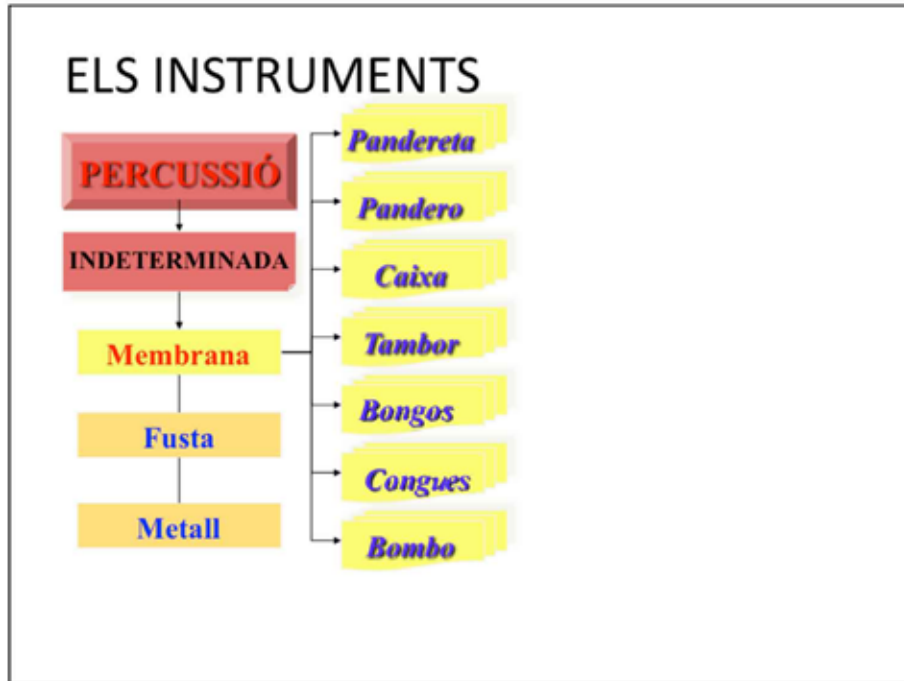 ELS INSTRUMENTS
PERCUSSIÓ
INDETERMINADA
Membrana
Fusta
Metall
Pandereta
Pandero
Caixa
Tambor
Bongos
Congues
Bombo